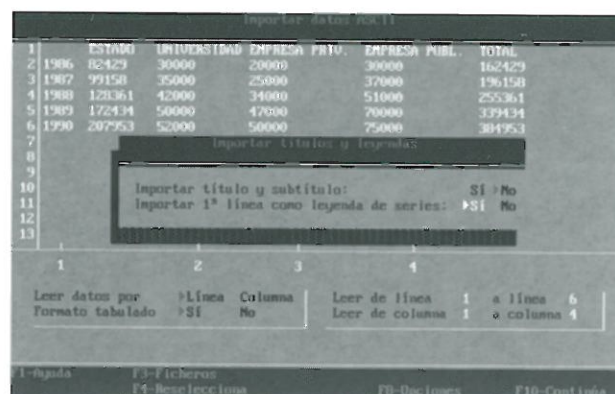 Importar datos ASCII
1 ESTADO UNIVERSIDAD EMPRESA PRIV. EMPRESA PUBL. TOTAL
2 1986 82429 30000 20000 30000 162429
3 1987 99158 35000 25000 37000 196158
4 1988 128361 42000 34000 51000 255361
5 1989 172434 50000 47000 70000 339434
6 1990 207953 52000 50000 75000 384953
7 Importar títulos y leyendas
8
9
10 Importar título y subtítulo: Sí No
11 Importar 1ª línea como leyenda de series: Sí No
12
13
1 2 3 4
Leer datos por Línea Columna Leer de línea 1 a línea 6
Formato tabulado Sí No Leer de columna 1 a columna 4
F1-Ayuda F3-Ficheros
F4-Reselecciona F8-Opciones F10-Continúa